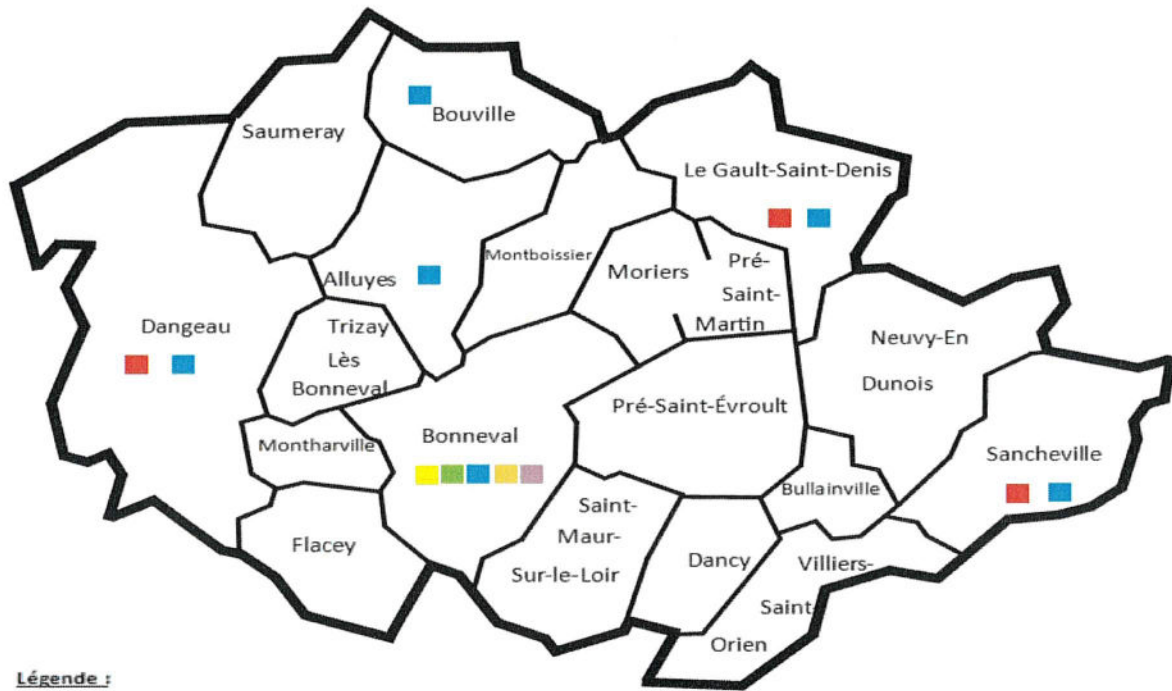 Bouville
Saumeray
Le Gault-Saint-Denis
Montboissier
Pré-
Moriers
Saint-
Martin
Alluyes
Dangeau
Trizay
Lès
Bonneval
Neuvy-En
Dunois
Pré-Saint-Évroult
Montharville
Bonneval
Sancheville
Bullainville
Saint-
Maur-
Sur-le-Loir
Flacey
Dancy
Villiers-
Saint-
Orien
Légende :